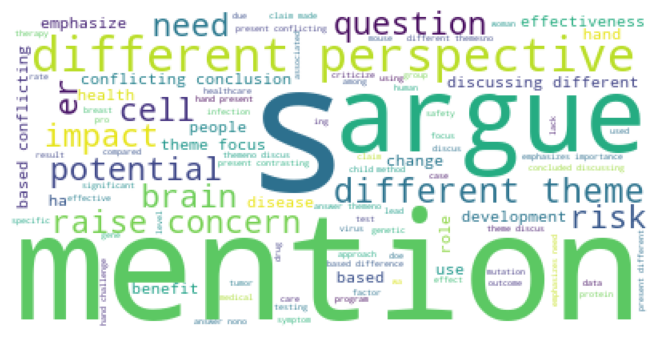 emphasize
need
question
effectiveness
due
present conflicting
claim made
woman
mouse
different themesno
hand
therapy
associated
different perspective
rate
conflicting conclusion
healthcare
criticize
using
group
discussing different
er
health
hand present
among
human
breast
cell
infection
s
argue
safety
lack
used
pro
people
focus
ing
discus
based conflicting
impact
theme focus
emphasizes importance
result
compared
themeno discus
present contrasting
change
claim
concluded discussing
potential
child
method
case
significant
effective
ha
brain
different theme
specific
disease
answer themeno
lead
raise concern
development
risk
mention
gene
level
test
role
theme discus
virus
genetic
drug
approach
doe
based difference
based
use
effect
mutation
outcome
emphasizes need
present different
hand challenge
benefit
tumor
medical
care
testing
factor
program
ma
data
protein
answer nono
symptom